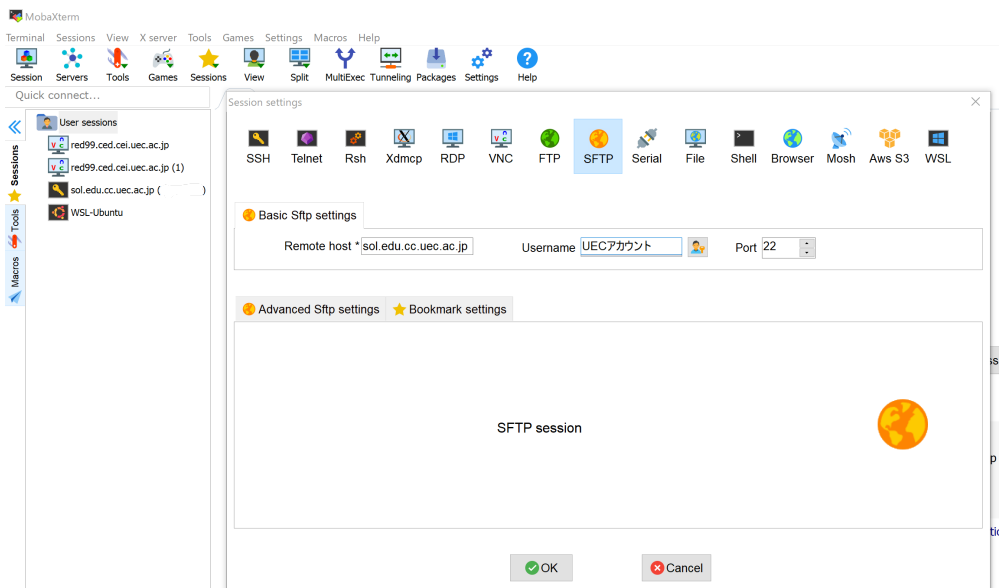 MobaXterm
Terminal Sessions View X server Tools Games Settings Macros Help
Session Servers Tools Games Sessions View Split MultiExec Tunneling Packages Settings Help
Quick connect...
Sessions
Tools
Macros
User sessions
red99.ced.cei.uec.ac.jp
red99.ced.cei.uec.ac.jp (1)
sol.edu.cc.uec.ac.jp ( )
WSL-Ubuntu
Session settings
SSH Telnet Rsh Xdmcp RDP VNC FTP SFTP Serial File Shell Browser Mosh Aws S3 WSL
Basic Sftp settings
Remote host * sol.edu.cc.uec.ac.jp Username UECアカウント Port 22
Advanced Sftp settings Bookmark settings
SFTP session
OK Cancel